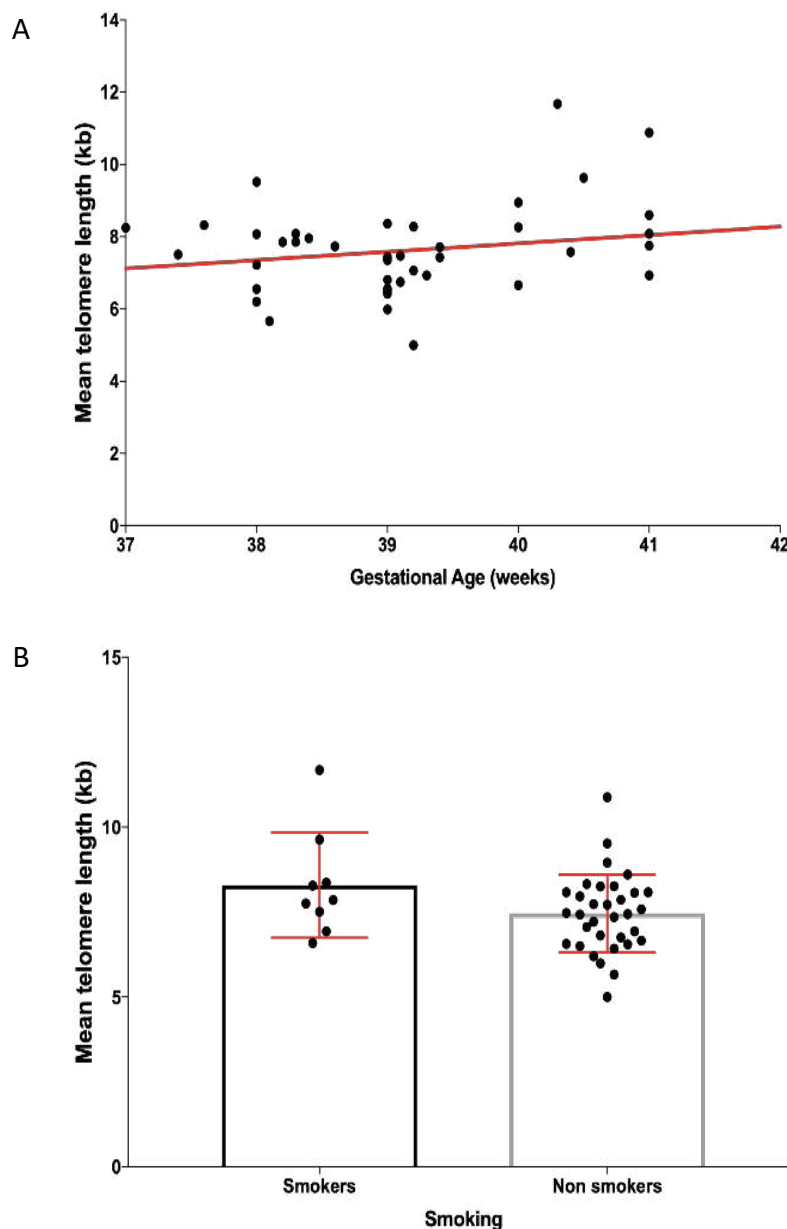 A
14
12
10
8
6
4
2
0
Mean telomere length (kb)
37 38 39 40 41 42
Gestational Age (weeks)
B
15
10
5
0
Mean telomere length (kb)
Smokers Non smokers
Smoking